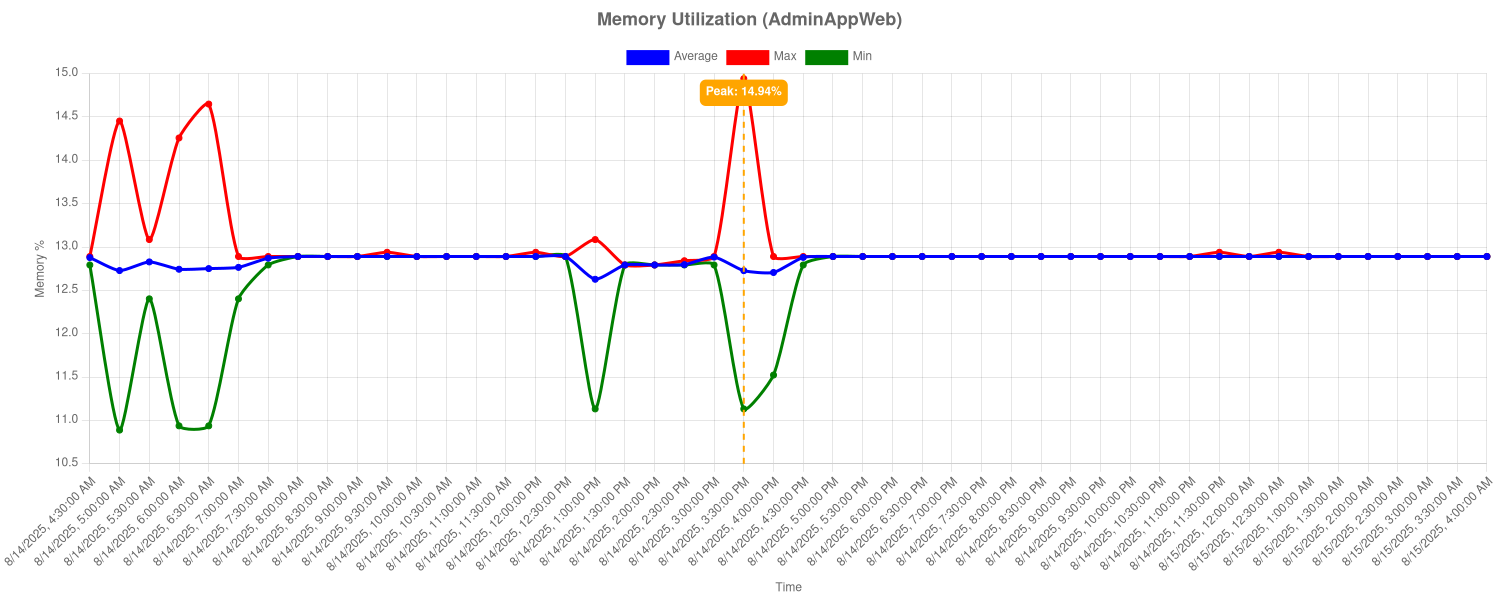 Memory Utilization (AdminAppWeb)
Average Max Min
15.0
14.5
14.0
13.5
13.0
12.5
12.0
11.5
11.0
10.5
Memory %
Peak: 14.94%
8/14/2025, 4:30:00 AM
8/14/2025, 5:00:00 AM
8/14/2025, 5:30:00 AM
8/14/2025, 6:00:00 AM
8/14/2025, 6:30:00 AM
8/14/2025, 7:00:00 AM
8/14/2025, 7:30:00 AM
8/14/2025, 8:00:00 AM
8/14/2025, 8:30:00 AM
8/14/2025, 9:00:00 AM
8/14/2025, 9:30:00 AM
8/14/2025, 10:00:00 AM
8/14/2025, 10:30:00 AM
8/14/2025, 11:00:00 AM
8/14/2025, 11:30:00 AM
8/14/2025, 12:00:00 PM
8/14/2025, 12:30:00 PM
8/14/2025, 1:00:00 PM
8/14/2025, 1:30:00 PM
8/14/2025, 2:00:00 PM
8/14/2025, 2:30:00 PM
8/14/2025, 3:00:00 PM
8/14/2025, 3:30:00 PM
8/14/2025, 4:00:00 PM
8/14/2025, 4:30:00 PM
8/14/2025, 5:00:00 PM
8/14/2025, 5:30:00 PM
8/14/2025, 6:00:00 PM
8/14/2025, 6:30:00 PM
8/14/2025, 7:00:00 PM
8/14/2025, 7:30:00 PM
8/14/2025, 8:00:00 PM
8/14/2025, 8:30:00 PM
8/14/2025, 9:00:00 PM
8/14/2025, 9:30:00 PM
8/14/2025, 10:00:00 PM
8/14/2025, 10:30:00 PM
8/14/2025, 11:00:00 PM
8/14/2025, 11:30:00 PM
8/15/2025, 12:00:00 AM
8/15/2025, 12:30:00 AM
8/15/2025, 1:00:00 AM
8/15/2025, 1:30:00 AM
8/15/2025, 2:00:00 AM
8/15/2025, 2:30:00 AM
8/15/2025, 3:00:00 AM
8/15/2025, 3:30:00 AM
8/15/2025, 4:00:00 AM
Time